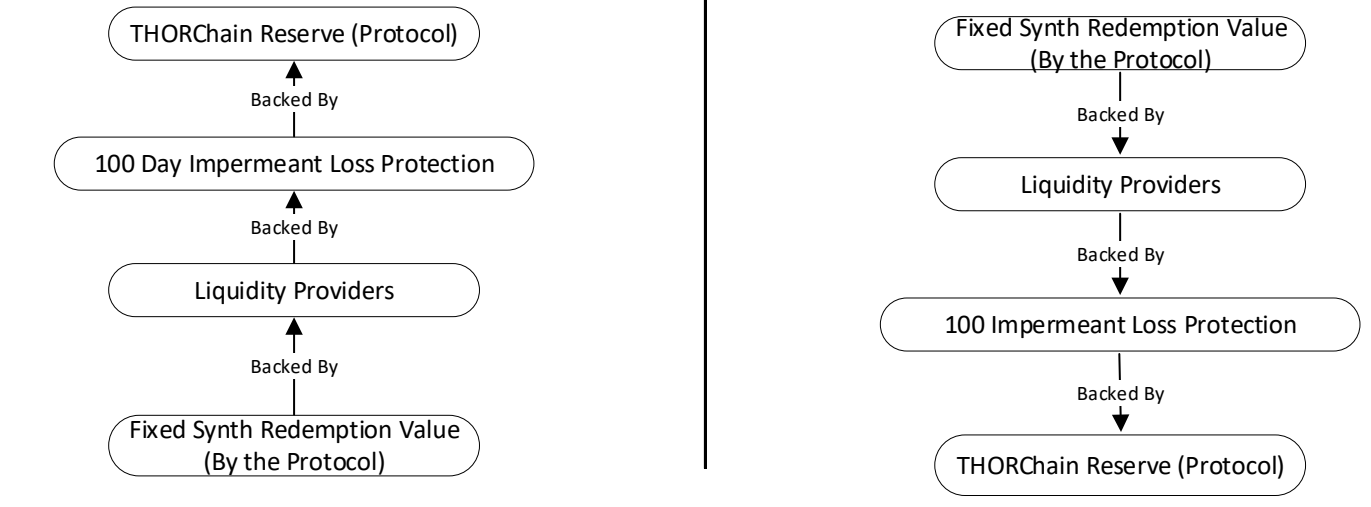 THORChain Reserve (Protocol)
Backed By
100 Day Impermeant Loss Protection
Backed By
Liquidity Providers
Backed By
Fixed Synth Redemption Value
(By the Protocol)
Fixed Synth Redemption Value
(By the Protocol)
Backed By
Liquidity Providers
Backed By
100 Impermeant Loss Protection
Backed By
THORChain Reserve (Protocol)